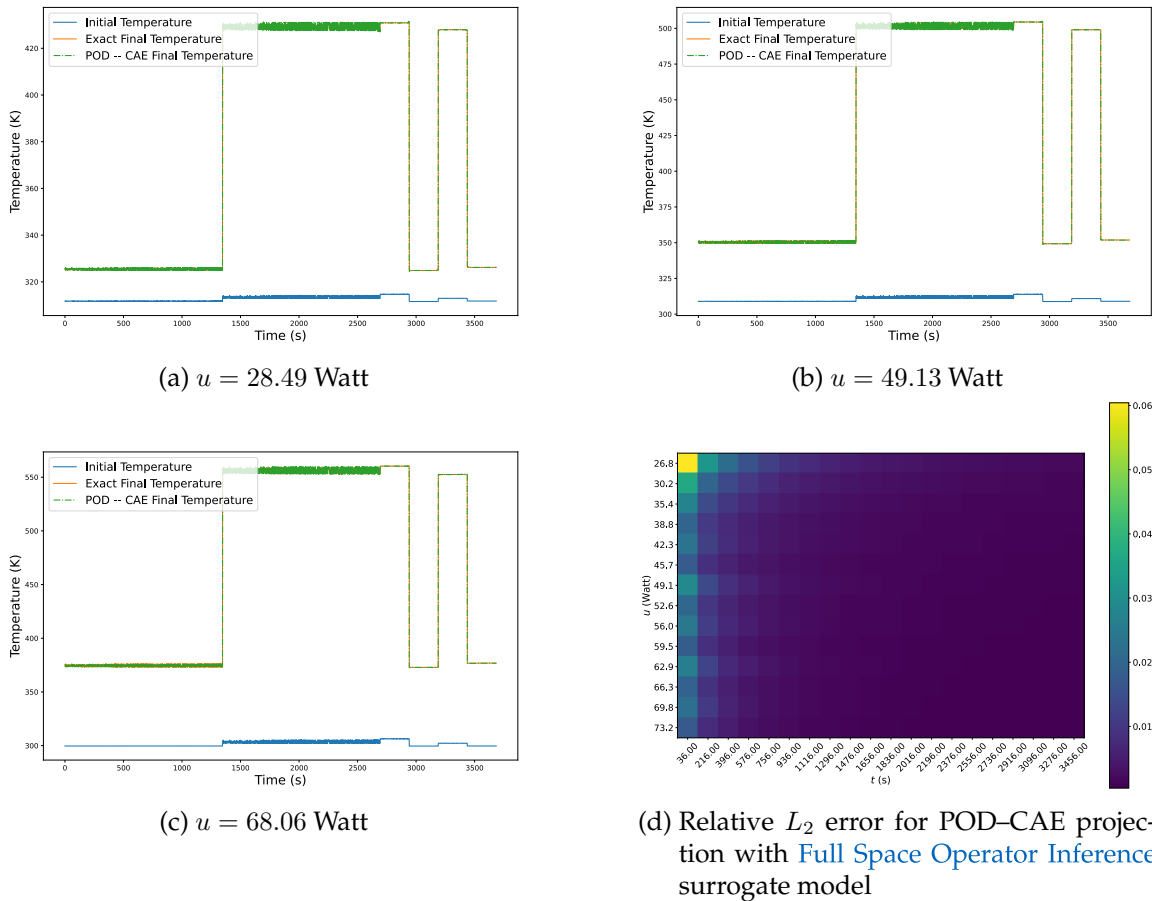 Initial Temperature
Exact Final Temperature
POD -- CAE Final Temperature
Temperature (K)
420
400
380
360
340
320
0 500 1000 1500 2000 2500 3000 3500
Time (s)
(a) u = 28.49 Watt
Initial Temperature
Exact Final Temperature
POD -- CAE Final Temperature
Temperature (K)
500
475
450
425
400
375
350
325
300
0 500 1000 1500 2000 2500 3000 3500
Time (s)
(b) u = 49.13 Watt
Initial Temperature
Exact Final Temperature
POD -- CAE Final Temperature
Temperature (K)
550
500
450
400
350
300
0 500 1000 1500 2000 2500 3000 3500
Time (s)
(c) u = 68.06 Watt
u (Watt)
26.8
30.2
35.4
38.8
42.3
45.7
49.1
52.6
56.0
59.5
62.9
66.3
69.8
73.2
36.00 216.00 396.00 576.00 756.00 936.00 1116.00 1296.00 1476.00 1656.00 1836.00 2016.00 2196.00 2376.00 2556.00 2736.00 2916.00 3096.00 3276.00 3456.00
t (s)
0.06
0.05
0.04
0.03
0.02
0.01
(d) Relative L2 error for POD–CAE projec-
tion with Full Space Operator Inference
surrogate model